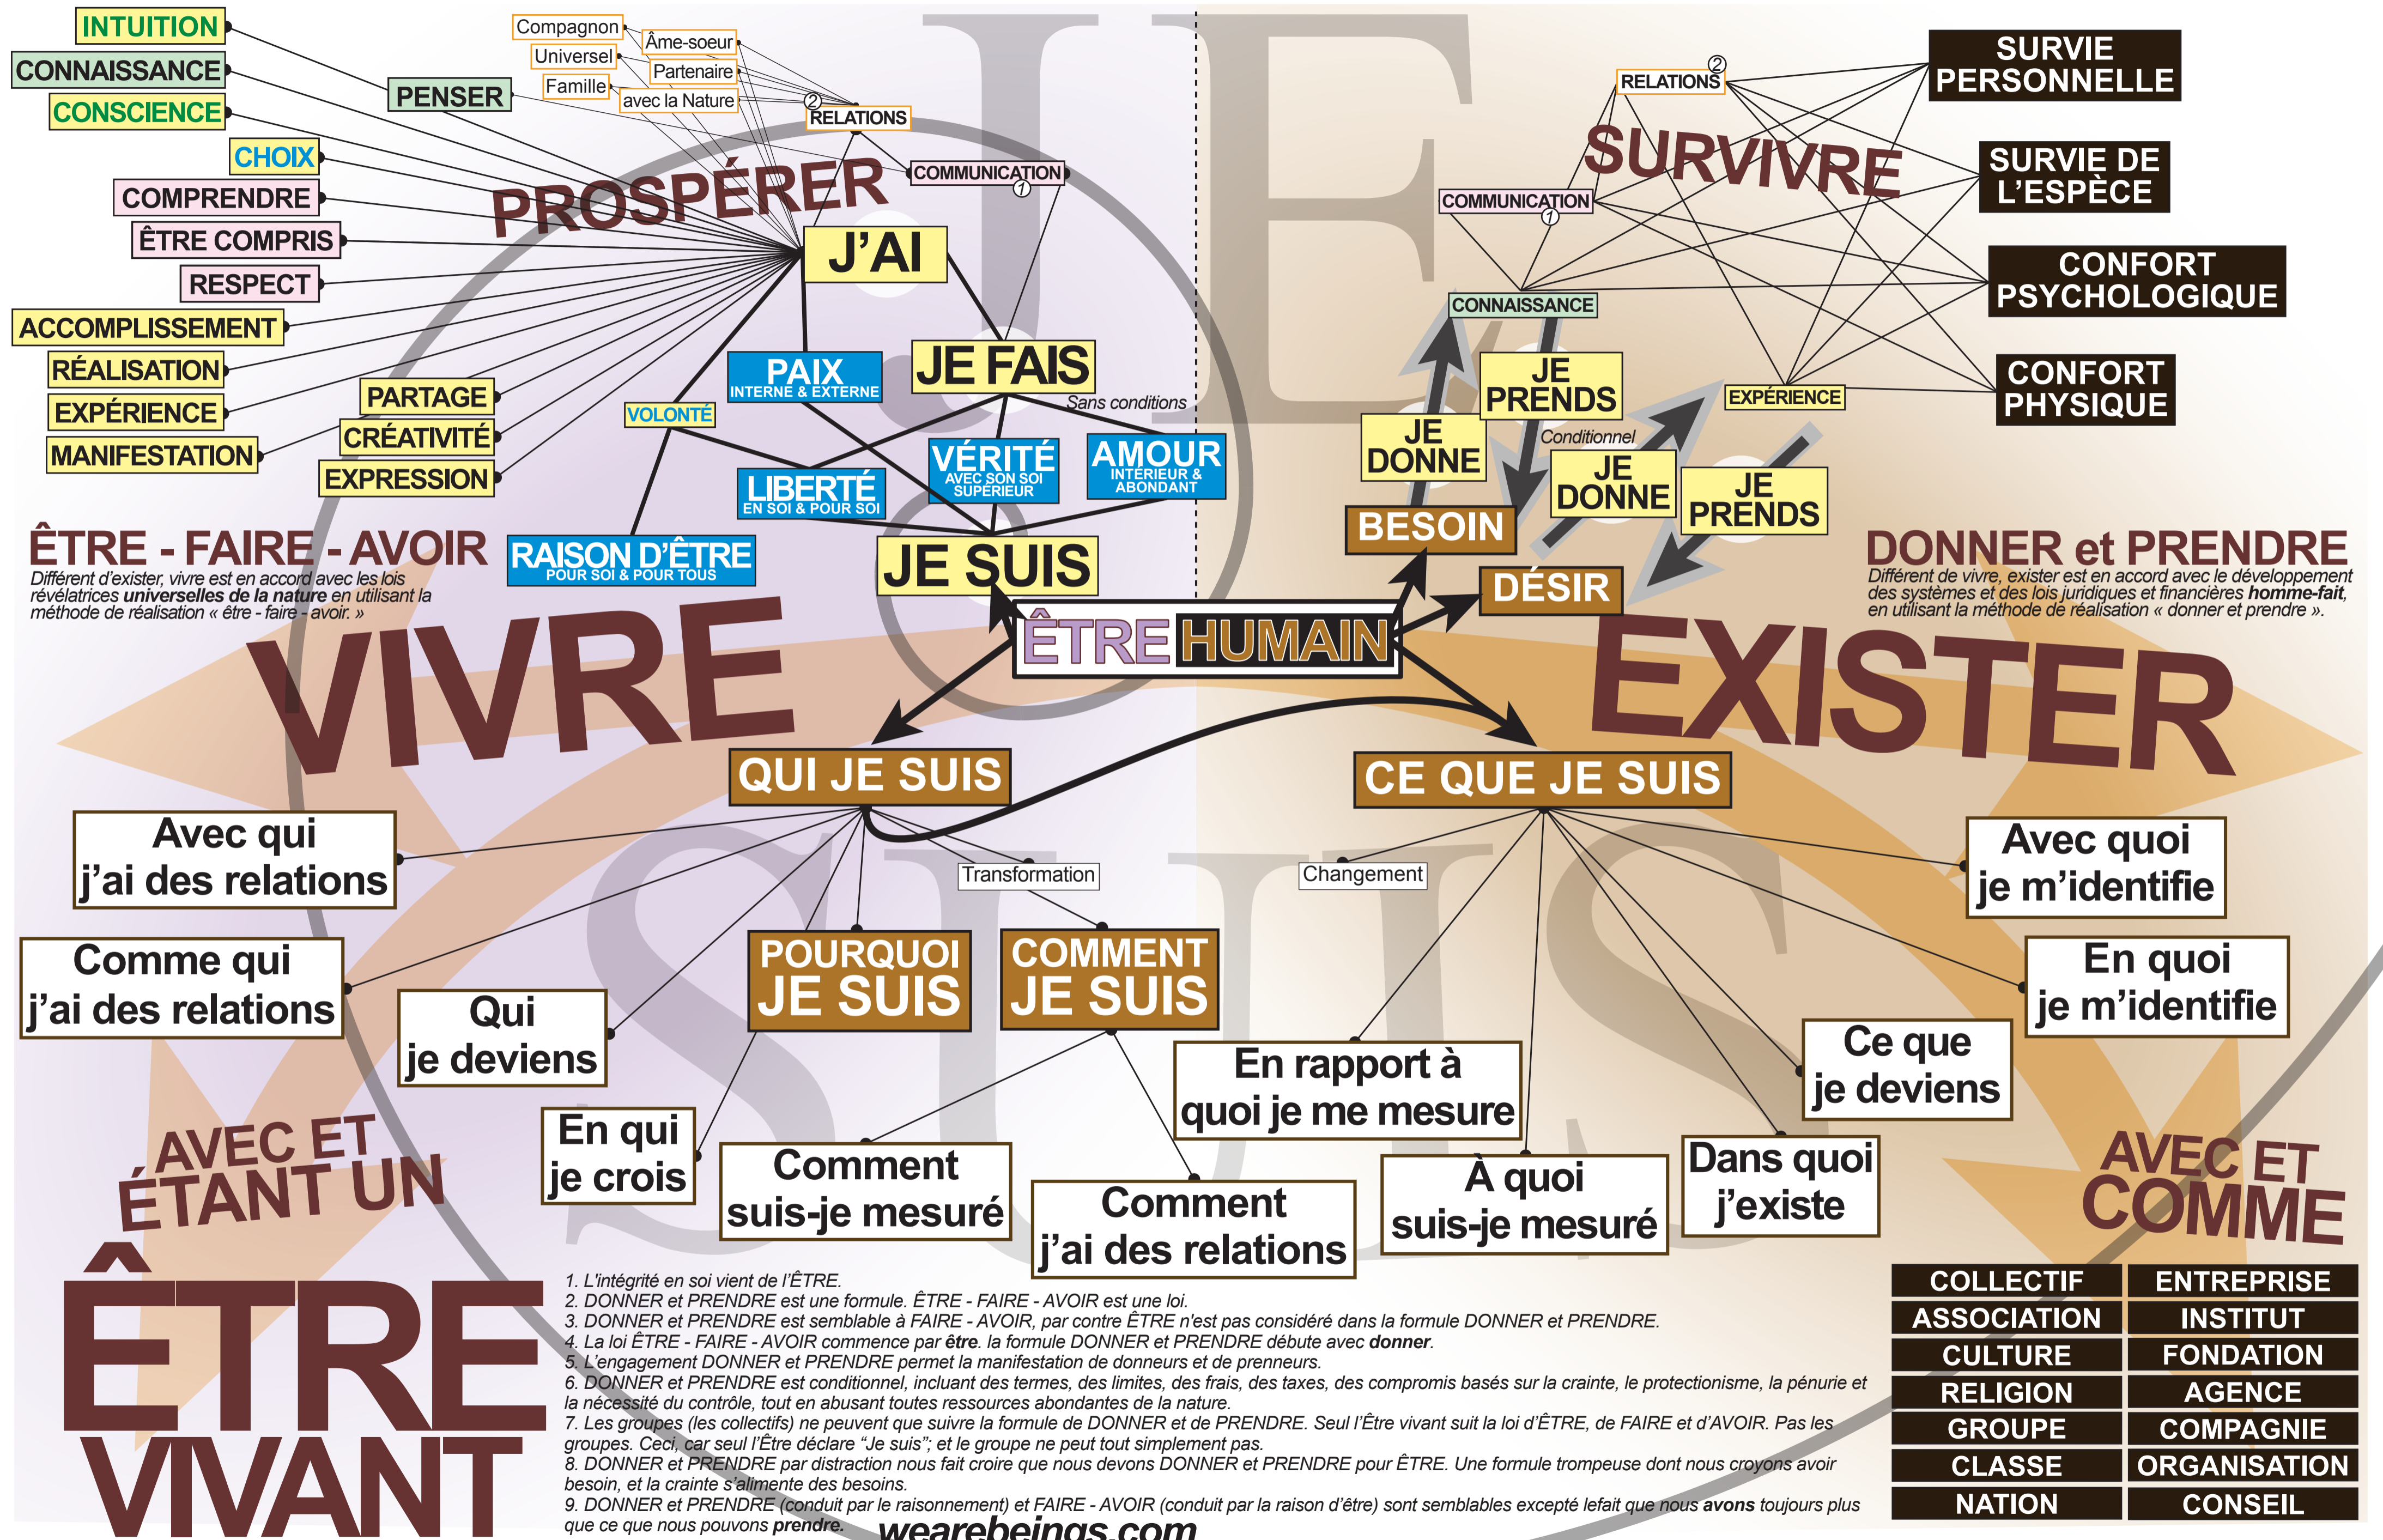 INTUITION
CONNAISSANCE
CONSCIENCE
CHOIX
COMPRENDRE
ÊTRE COMPRIS
RESPECT
ACCOMPLISSEMENT
RÉALISATION
EXPÉRIENCE
MANIFESTATION
PENSER
PARTAGE
CRÉATIVITÉ
EXPRESSION
Compagnon
Universel
Famille
Âme-soeur
Partenaire
avec la Nature
2
RELATIONS
COMMUNICATION
1
PROSPÉRER
J'AI
JE FAIS
Sans conditions
PAIX
INTERNE & EXTERNE
VOLONTÉ
LIBERTÉ
EN SOI & POUR SOI
VÉRITÉ
AVEC SON SOI
SUPÉRIEUR
AMOUR
INTÉRIEUR &
ABONDANT
RAISON D'ÊTRE
POUR SOI & POUR TOUS
JE SUIS
JE
SUIS
SURVIVRE
2
RELATIONS
COMMUNICATION
1
CONNAISSANCE
EXPÉRIENCE
SURVIE
PERSONNELLE
SURVIE DE
L'ESPÈCE
CONFORT
PSYCHOLOGIQUE
CONFORT
PHYSIQUE
JE
PRENDS
JE
DONNE
Conditionnel
JE
DONNE
JE
PRENDS
BESOIN
DÉSIR
ÊTRE - FAIRE - AVOIR
Différent d'exister, vivre est en accord avec les lois
révélatrices universelles de la nature en utilisant la
méthode de réalisation « être - faire - avoir. »
DONNER et PRENDRE
Différent de vivre, exister est en accord avec le développement
des systèmes et des lois juridiques et financières homme-fait,
en utilisant la méthode de réalisation « donner et prendre ».
ÊTRE HUMAIN
VIVRE
EXISTER
QUI JE SUIS
CE QUE JE SUIS
Avec qui
j'ai des relations
Comme qui
j'ai des relations
Qui
je deviens
En qui
je crois
POURQUOI
JE SUIS
Transformation
COMMENT
JE SUIS
Comment
suis-je mesuré
Comment
j'ai des relations
Changement
En rapport à
quoi je me mesure
À quoi
suis-je mesuré
Dans quoi
j'existe
Ce que
je deviens
En quoi
je m'identifie
Avec quoi
je m'identifie
AVEC ET
ÉTANT UN
ÊTRE
VIVANT
AVEC ET
COMME
COLLECTIF
ENTREPRISE
ASSOCIATION
INSTITUT
CULTURE
FONDATION
RELIGION
AGENCE
GROUPE
COMPAGNIE
CLASSE
ORGANISATION
NATION
CONSEIL
1. L'intégrité en soi vient de l'ÊTRE.
2. DONNER et PRENDRE est une formule. ÊTRE - FAIRE - AVOIR est une loi.
3. DONNER et PRENDRE est semblable à FAIRE - AVOIR, par contre ÊTRE n'est pas considéré dans la formule DONNER et PRENDRE.
4. La loi ÊTRE - FAIRE - AVOIR commence par être. la formule DONNER et PRENDRE débute avec donner.
5. L'engagement DONNER et PRENDRE permet la manifestation de donneurs et de prenneurs.
6. DONNER et PRENDRE est conditionnel, incluant des termes, des limites, des frais, des taxes, des compromis basés sur la crainte, le protectionisme, la pénurie et
la nécessité du contrôle, tout en abusant toutes ressources abondantes de la nature.
7. Les groupes (les collectifs) ne peuvent que suivre la formule de DONNER et de PRENDRE. Seul l'Être vivant suit la loi d'ÊTRE, de FAIRE et d'AVOIR. Pas les
groupes. Ceci, car seul l'Être déclare “Je suis”; et le groupe ne peut tout simplement pas.
8. DONNER et PRENDRE par distraction nous fait croire que nous devons DONNER et PRENDRE pour ÊTRE. Une formule trompeuse dont nous croyons avoir
besoin, et la crainte s'alimente des besoins.
9. DONNER et PRENDRE (conduit par le raisonnement) et FAIRE - AVOIR (conduit par la raison d'être) sont semblables excepté lefait que nous avons toujours plus
que ce que nous pouvons prendre.
wearebeings.com